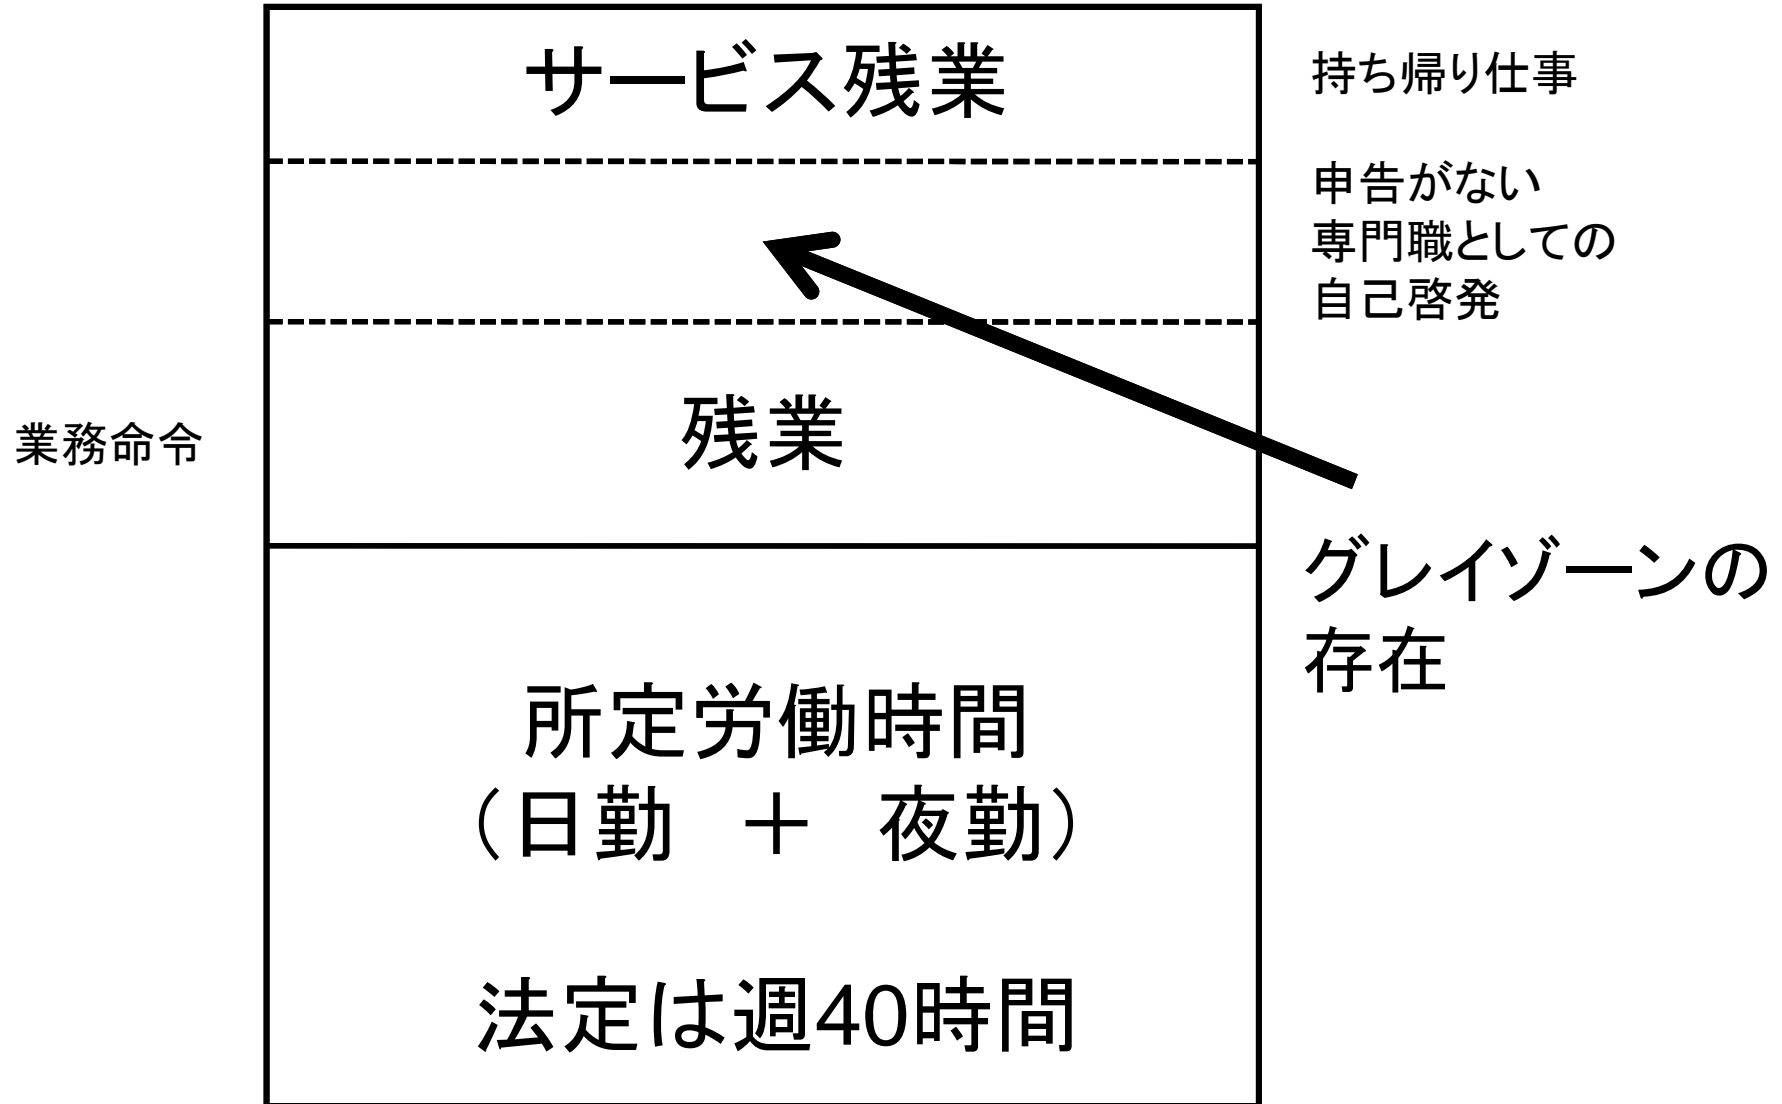 サービス残業
持ち帰り仕事
申告がない
専門職としての
自己啓発
業務命令
残業
グレイゾーンの
存在
所定労働時間
（日勤　＋　夜勤）
法定は週40時間